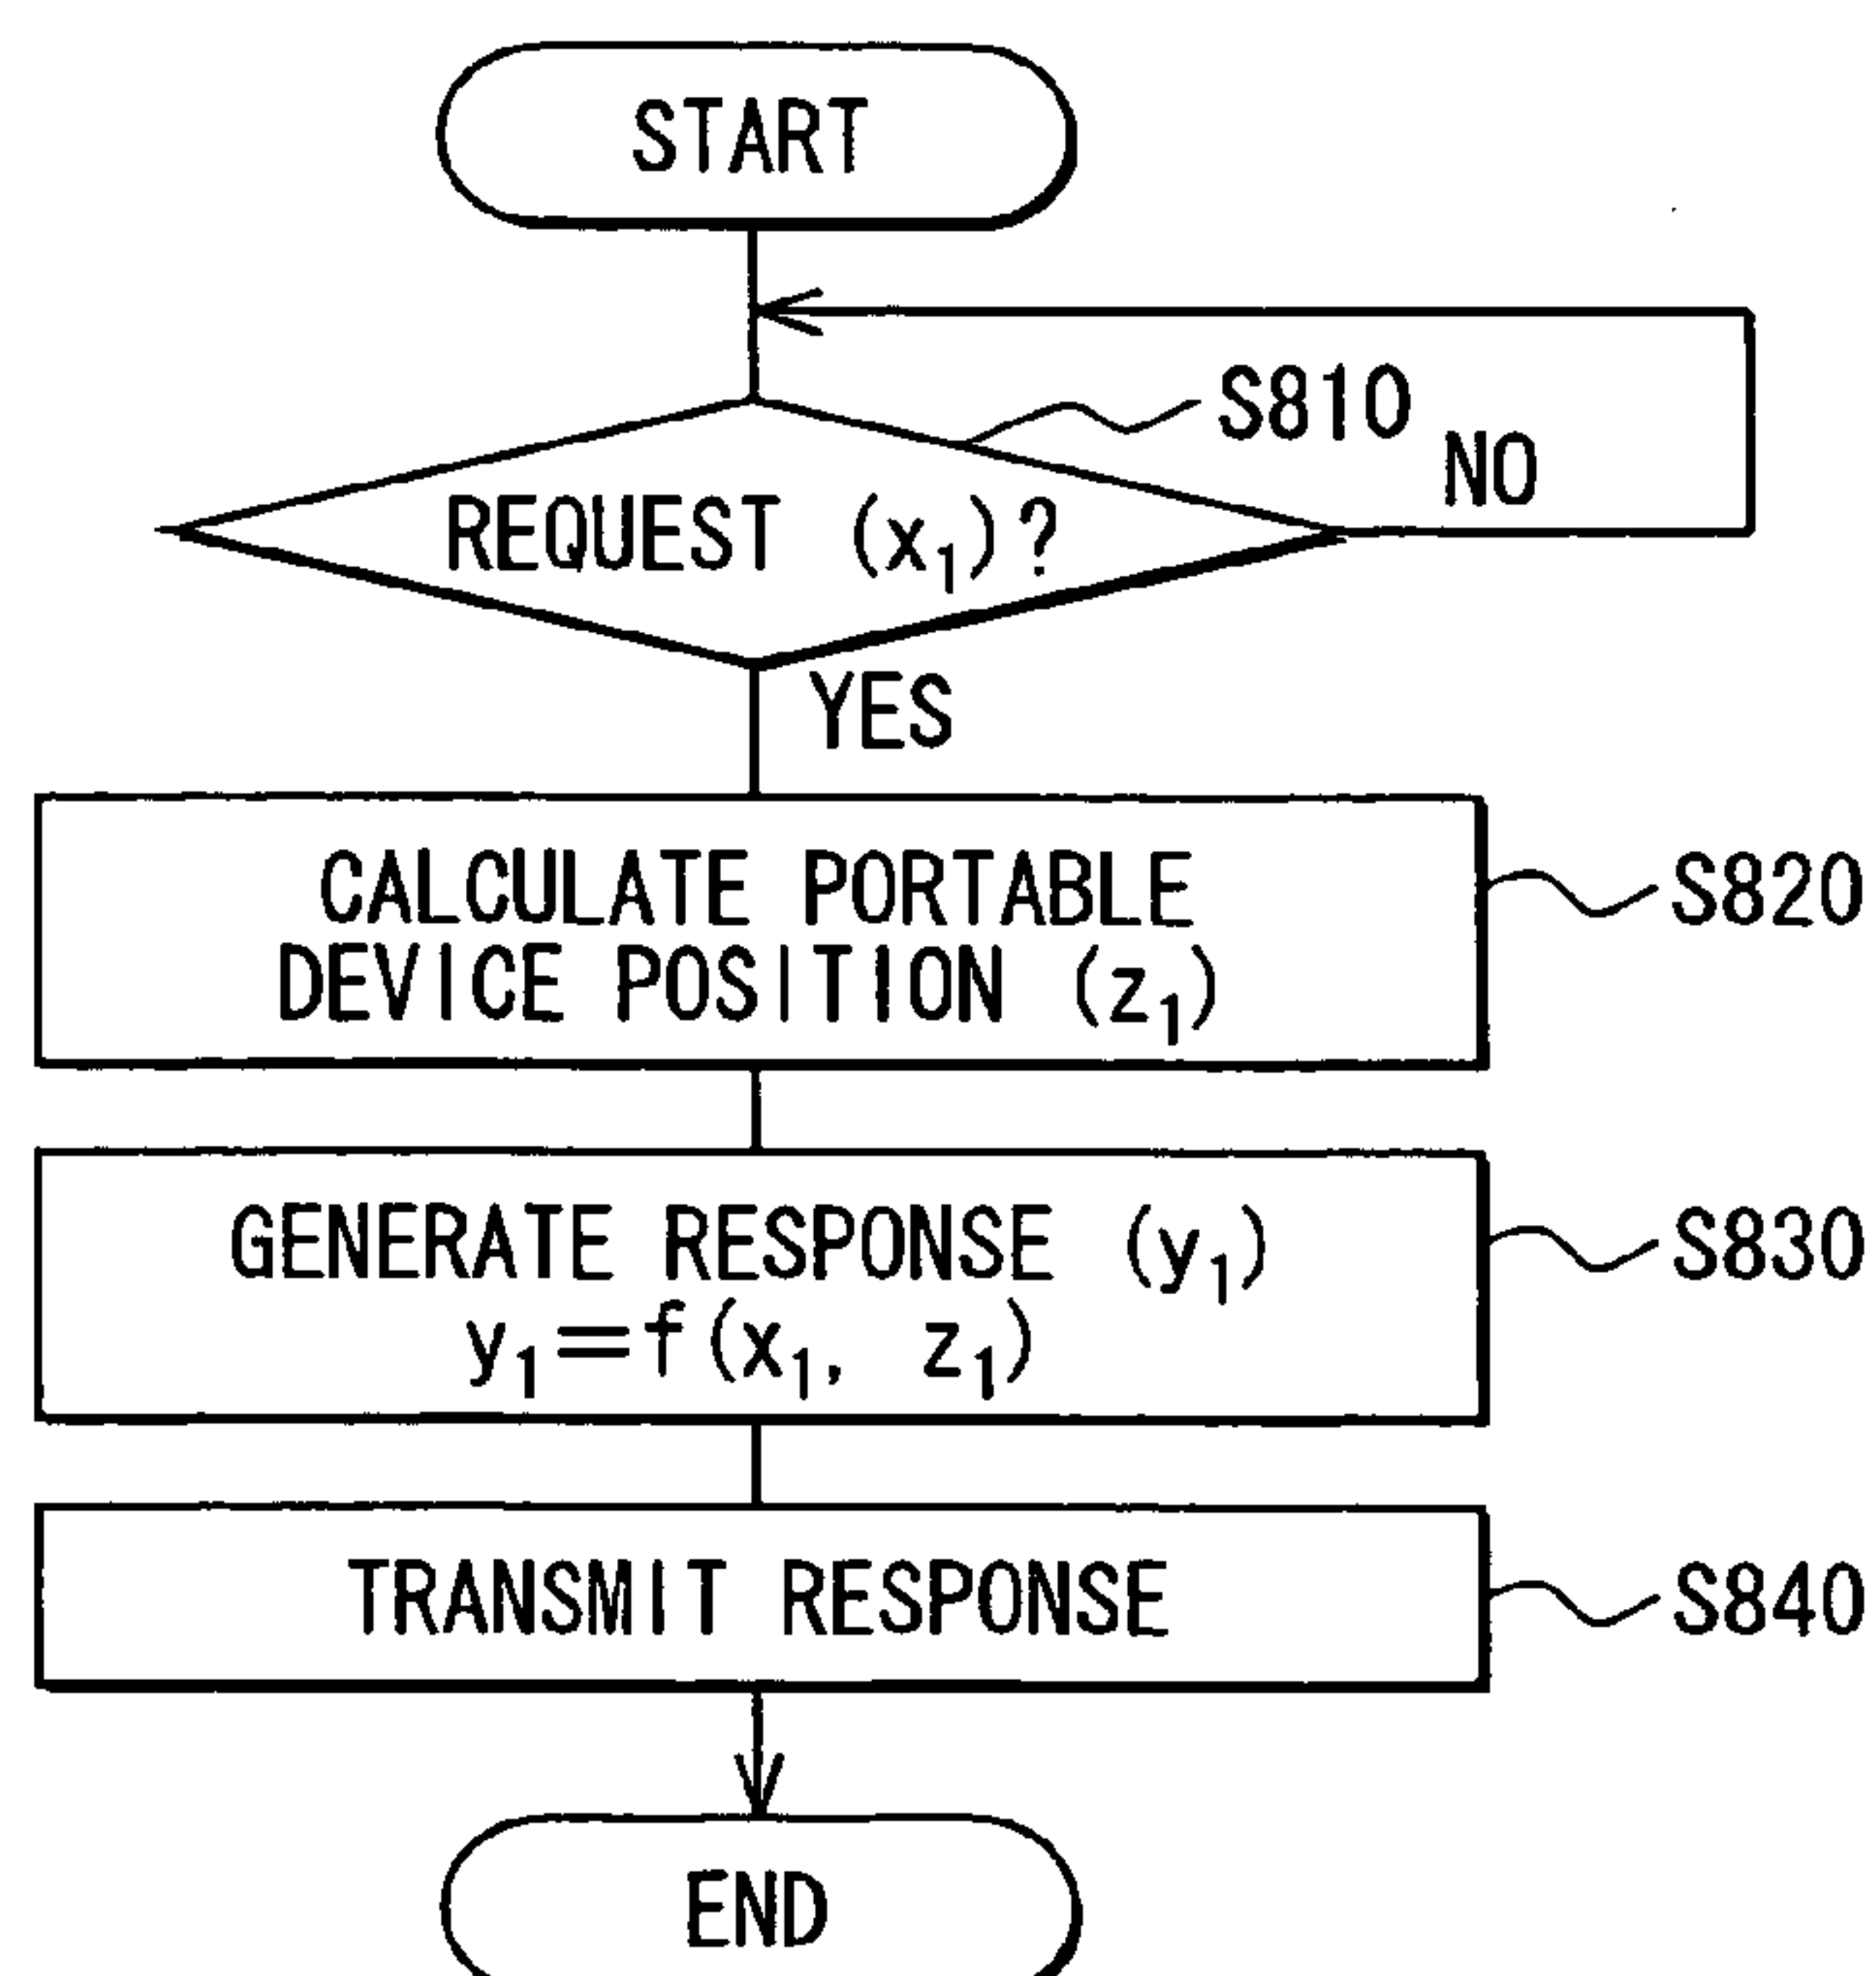 START
S810
NO
REQUEST (x₁)?
YES
CALCULATE PORTABLE
DEVICE POSITION (z₁)
S820
GENERATE RESPONSE (y₁)
y₁=f(x₁, z₁)
S830
TRANSMIT RESPONSE
S840
END